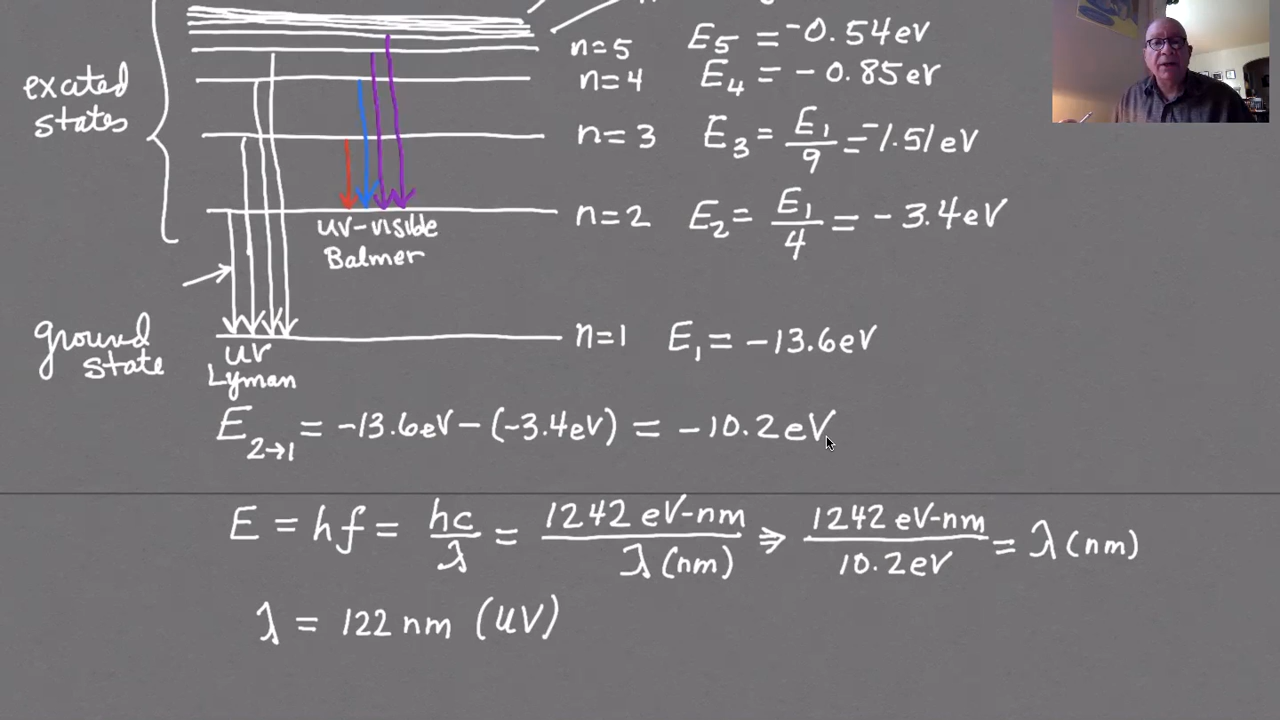 n=5 E₅ = -0.54eV
n=4 E₄ = -0.85eV
excited
states
n=3 E₃ = E₁/9 = -1.51eV
n=2 E₂ = E₁/4 = -3.4eV
uv-visible
Balmer
ground
state
n=1 E₁ = -13.6eV
uv
Lyman
E₂→₁ = -13.6eV - (-3.4eV) = -10.2eV
E = hf = hc/λ = 1242 eV-nm/λ(nm) ⇒ 1242 eV-nm/10.2eV = λ(nm)
λ = 122 nm (UV)